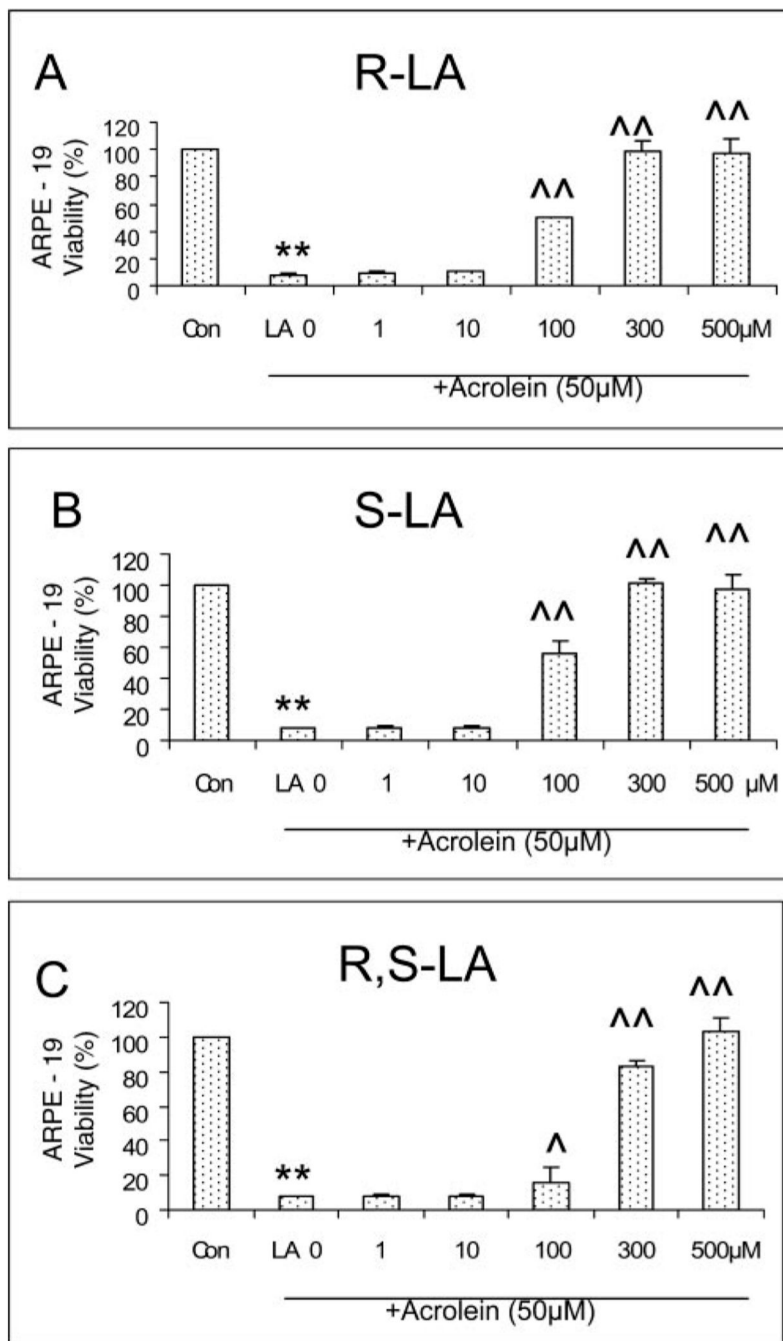 A
R-LA
ARPE - 19
Viability (%)
120
100
80
60
40
20
0
**
^^
^^
^^
Con LA 0 1 10 100 300 500µM
+Acrolein (50µM)
B
S-LA
ARPE - 19
Viability (%)
120
100
80
60
40
20
0
**
^^
^^
^^
Con LA 0 1 10 100 300 500 µM
+Acrolein (50µM)
C
R,S-LA
ARPE - 19
Viability (%)
120
100
80
60
40
20
0
**
^
^^
^^
Con LA 0 1 10 100 300 500µM
+Acrolein (50µM)